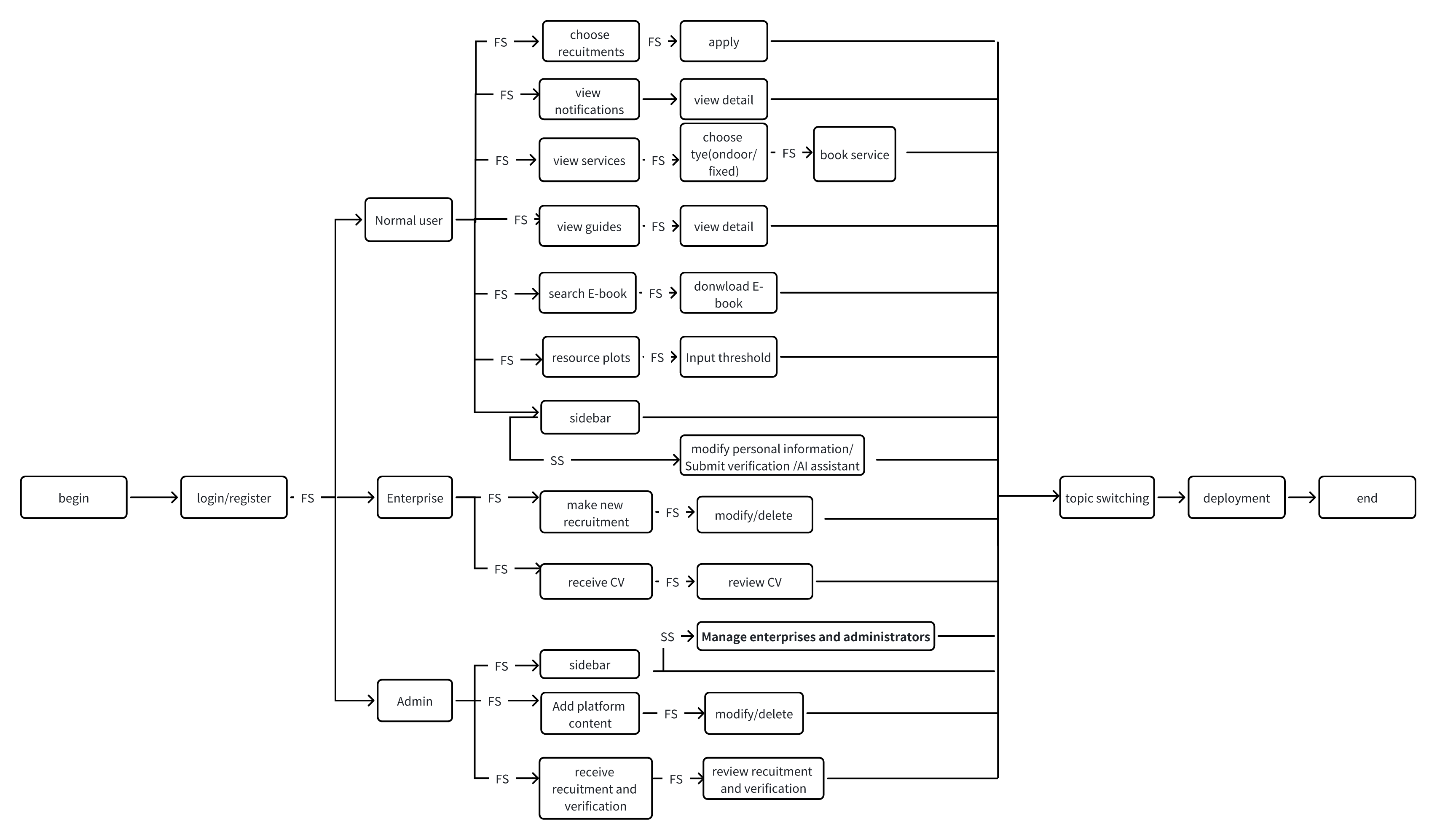 FS
choose
recuitments
FS
apply
FS
view
notifications
view detail
FS
view services
FS
choose
tye(ondoor/
fixed)
FS
book service
Normal user
FS
view guides
FS
view detail
FS
search E-book
FS
donwload E-
book
FS
resource plots
FS
Input threshold
sidebar
SS
modify personal information/
Submit verification /AI assistant
begin
login/register
FS
Enterprise
FS
make new
recruitment
FS
modify/delete
topic switching
deployment
end
FS
receive CV
FS
review CV
SS
Manage enterprises and administrators
FS
sidebar
Admin
FS
Add platform
content
FS
modify/delete
FS
receive
recuitment and
verification
FS
review recuitment
and verification